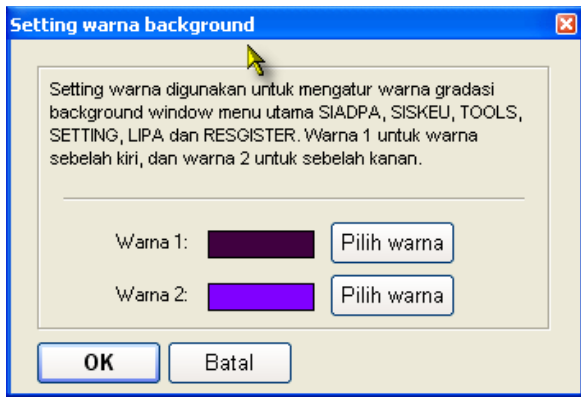 Setting warna background
Setting warna digunakan untuk mengatur warna gradasi
background window menu utama SIADPA, SISKEU, TOOLS,
SETTING, LIPA dan RESGISTER. Warna 1 untuk warna
sebelah kiri, dan warna 2 untuk sebelah kanan.
Warna 1: Pilih warna
Warna 2: Pilih warna
OK Batal